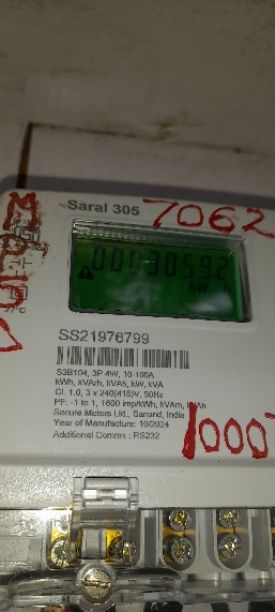 Saral 305
7062
00013059.2
kW h
SS21976799
S3B104, 3P 4W, 10-100A
kWh, kVArh, kVAh, kW, kVA
Cl. 1.0, 3 x 240(415)V, 50Hz
PF: -1 to 1, 1600 imp/kWh, kVArh, kVAh
Secure Meters Ltd., Sanand, India
Year of Manufacture: 10/2024
Additional Comms : RS232
1000